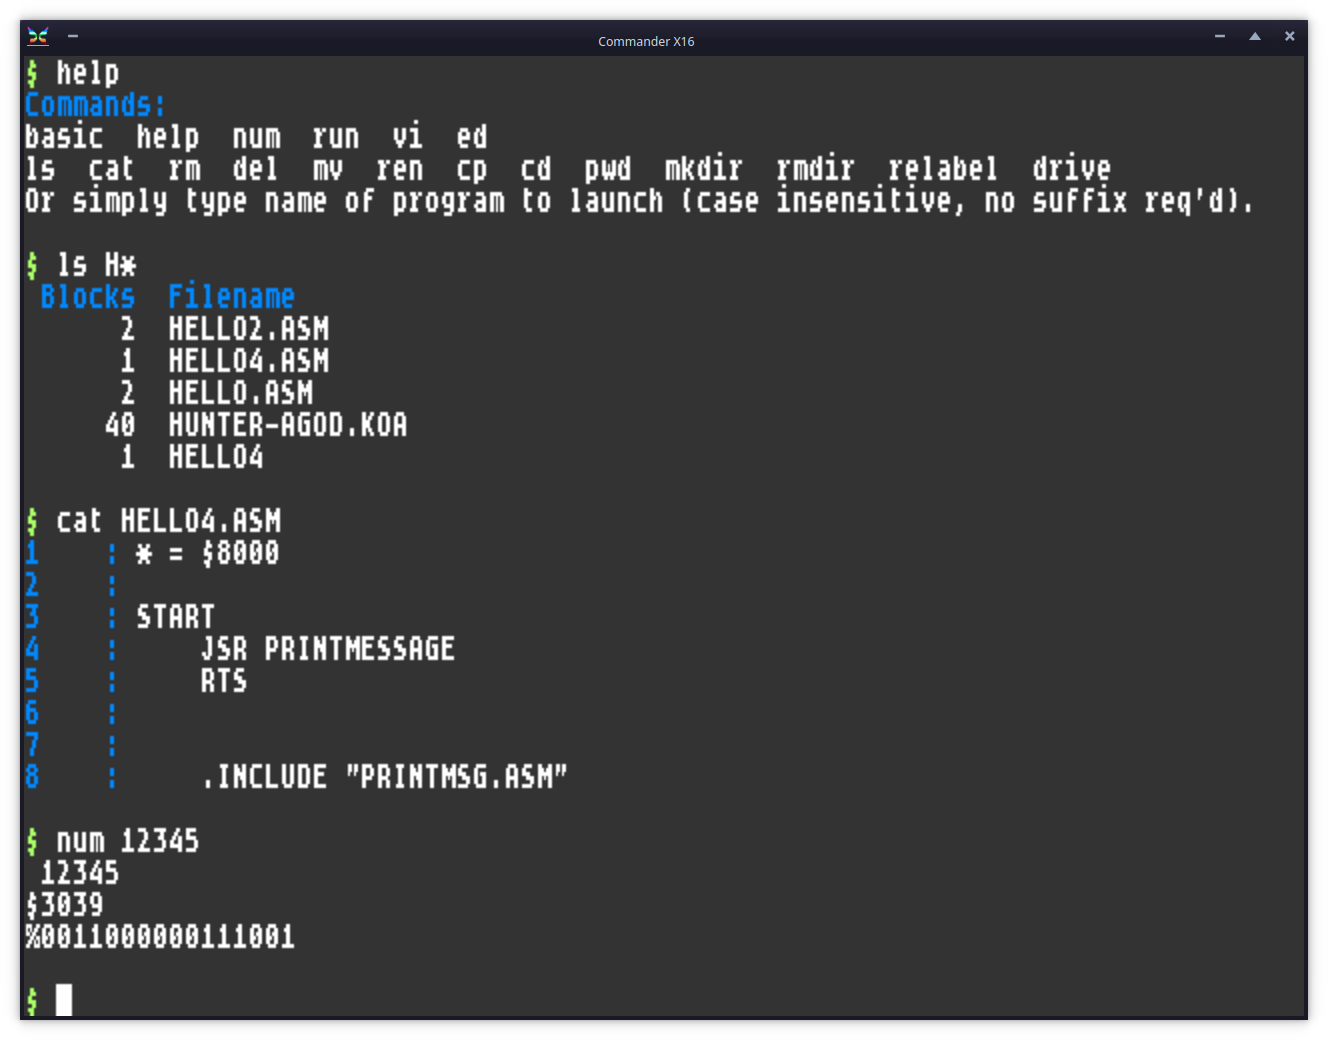 Commander X16
$ help
Commands:
basic  help  num  run  vi  ed
ls  cat  rm  del  mv  ren  cp  cd  pwd  mkdir  rmdir  relabel  drive
Or simply type name of program to launch (case insensitive, no suffix req'd).
$ ls H*
Blocks  Filename
2  HELLO2.ASM
1  HELLO4.ASM
2  HELLO.ASM
40  HUNTER-AGOD.KOA
1  HELLO4
$ cat HELLO4.ASM
1    : * = $8000
2    :
3    : START
4    :     JSR PRINTMESSAGE
5    :     RTS
6    :
7    :
8    :     .INCLUDE "PRINTMSG.ASM"
$ num 12345
12345
$3039
%0011000000111001
$